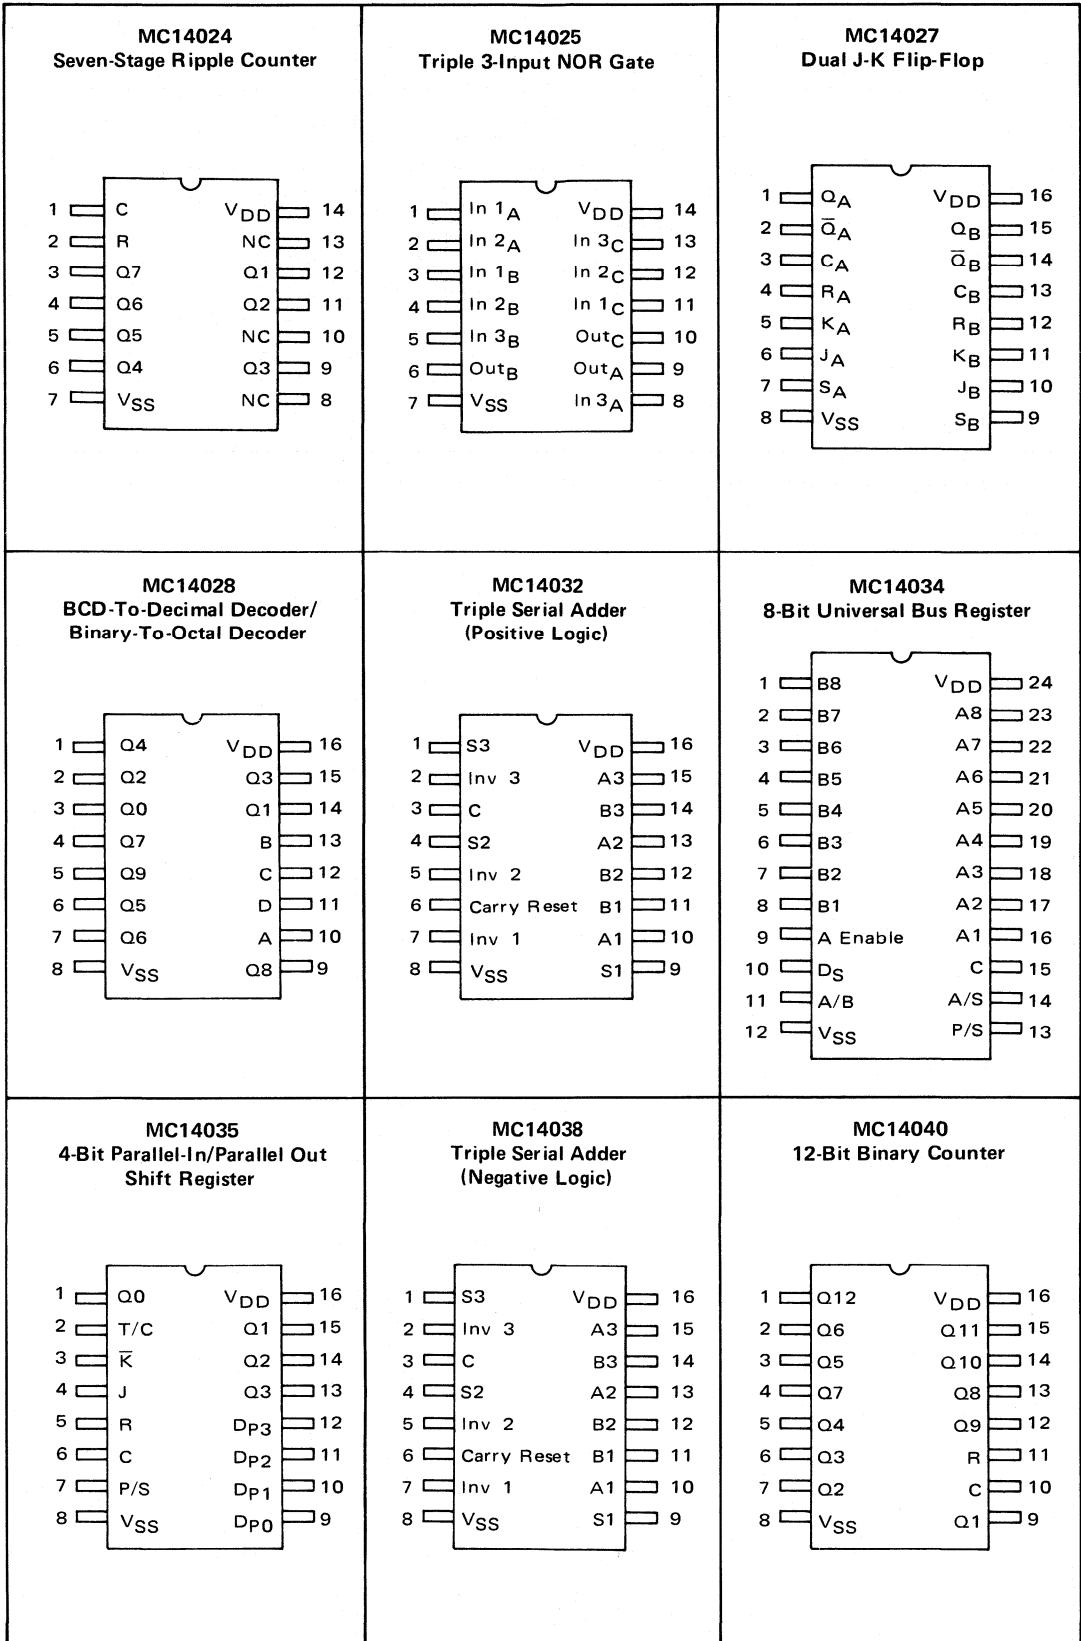 MC14024
Seven-Stage Ripple Counter
1 C VDD 14
2 R NC 13
3 Q7 Q1 12
4 Q6 Q2 11
5 Q5 NC 10
6 Q4 Q3 9
7 VSS NC 8
MC14025
Triple 3-Input NOR Gate
1 In 1A VDD 14
2 In 2A In 3C 13
3 In 1B In 2C 12
4 In 2B In 1C 11
5 In 3B OutC 10
6 OutB OutA 9
7 VSS In 3A 8
MC14027
Dual J-K Flip-Flop
1 QA VDD 16
2 Q̅A QB 15
3 CA Q̅B 14
4 RA CB 13
5 KA RB 12
6 JA KB 11
7 SA JB 10
8 VSS SB 9
MC14028
BCD-To-Decimal Decoder/
Binary-To-Octal Decoder
1 Q4 VDD 16
2 Q2 Q3 15
3 Q0 Q1 14
4 Q7 B 13
5 Q9 C 12
6 Q5 D 11
7 Q6 A 10
8 VSS Q8 9
MC14032
Triple Serial Adder
(Positive Logic)
1 S3 VDD 16
2 Inv 3 A3 15
3 C B3 14
4 S2 A2 13
5 Inv 2 B2 12
6 Carry Reset B1 11
7 Inv 1 A1 10
8 VSS S1 9
MC14034
8-Bit Universal Bus Register
1 B8 VDD 24
2 B7 A8 23
3 B6 A7 22
4 B5 A6 21
5 B4 A5 20
6 B3 A4 19
7 B2 A3 18
8 B1 A2 17
9 A Enable A1 16
10 DS C 15
11 A/B A/S 14
12 VSS P/S 13
MC14035
4-Bit Parallel-In/Parallel Out
Shift Register
1 Q0 VDD 16
2 T/C Q1 15
3 K̅ Q2 14
4 J Q3 13
5 R DP3 12
6 C DP2 11
7 P/S DP1 10
8 VSS DP0 9
MC14038
Triple Serial Adder
(Negative Logic)
1 S3 VDD 16
2 Inv 3 A3 15
3 C B3 14
4 S2 A2 13
5 Inv 2 B2 12
6 Carry Reset B1 11
7 Inv 1 A1 10
8 VSS S1 9
MC14040
12-Bit Binary Counter
1 Q12 VDD 16
2 Q6 Q11 15
3 Q5 Q10 14
4 Q7 Q8 13
5 Q4 Q9 12
6 Q3 R 11
7 Q2 C 10
8 VSS Q1 9